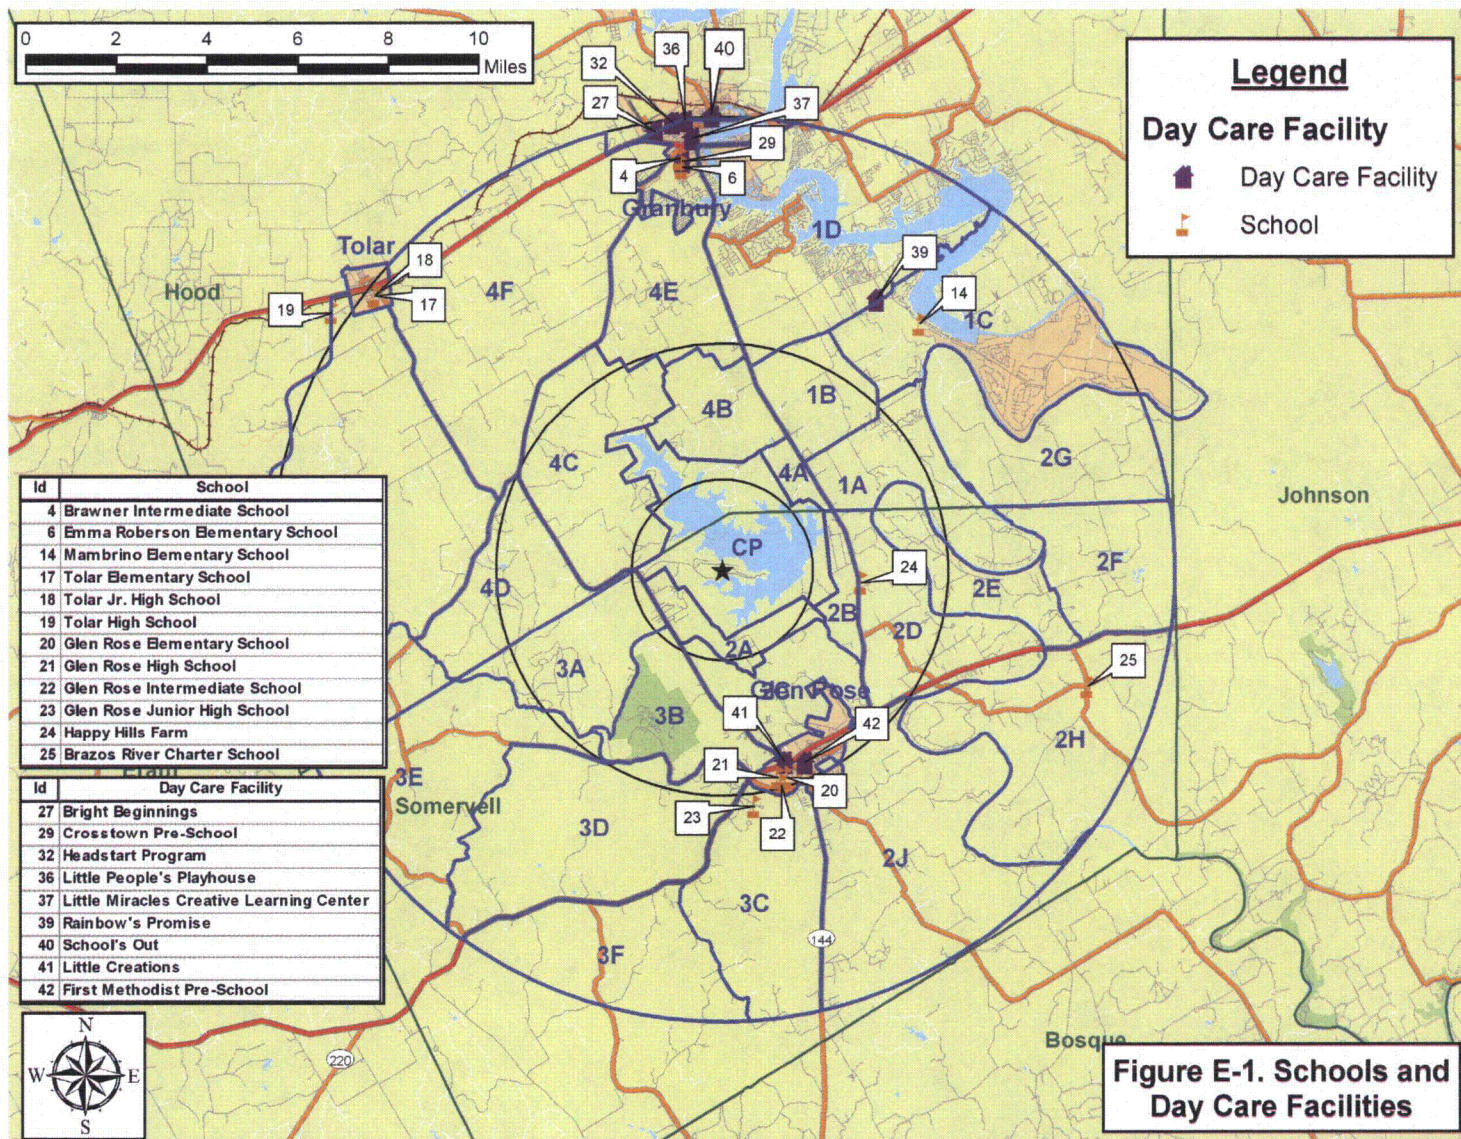 0 2 4 6 8 10
Miles
Legend
Day Care Facility
Day Care Facility
School
36
40
32
27
37
29
4
6
Granbury
1D
Tolar
18
39
Hood
4F
4E
17
19
14
1C
4B
1B
4C
4A
1A
2G
Johnson
CP
24
2F
4D
2E
2B
2D
2A
3A
25
Glen Rose
3B
41
42
2H
21
3E
Somervell
20
23
22
3D
2J
3C
144
3F
220
Bosque
Id School
4 Brawner Intermediate School
6 Emma Roberson Elementary School
14 Mambrino Elementary School
17 Tolar Elementary School
18 Tolar Jr. High School
19 Tolar High School
20 Glen Rose Elementary School
21 Glen Rose High School
22 Glen Rose Intermediate School
23 Glen Rose Junior High School
24 Happy Hills Farm
25 Brazos River Charter School
Id Day Care Facility
27 Bright Beginnings
29 Crosstown Pre-School
32 Headstart Program
36 Little People's Playhouse
37 Little Miracles Creative Learning Center
39 Rainbow's Promise
40 School's Out
41 Little Creations
42 First Methodist Pre-School
N
W E
S
Figure E-1. Schools and
Day Care Facilities